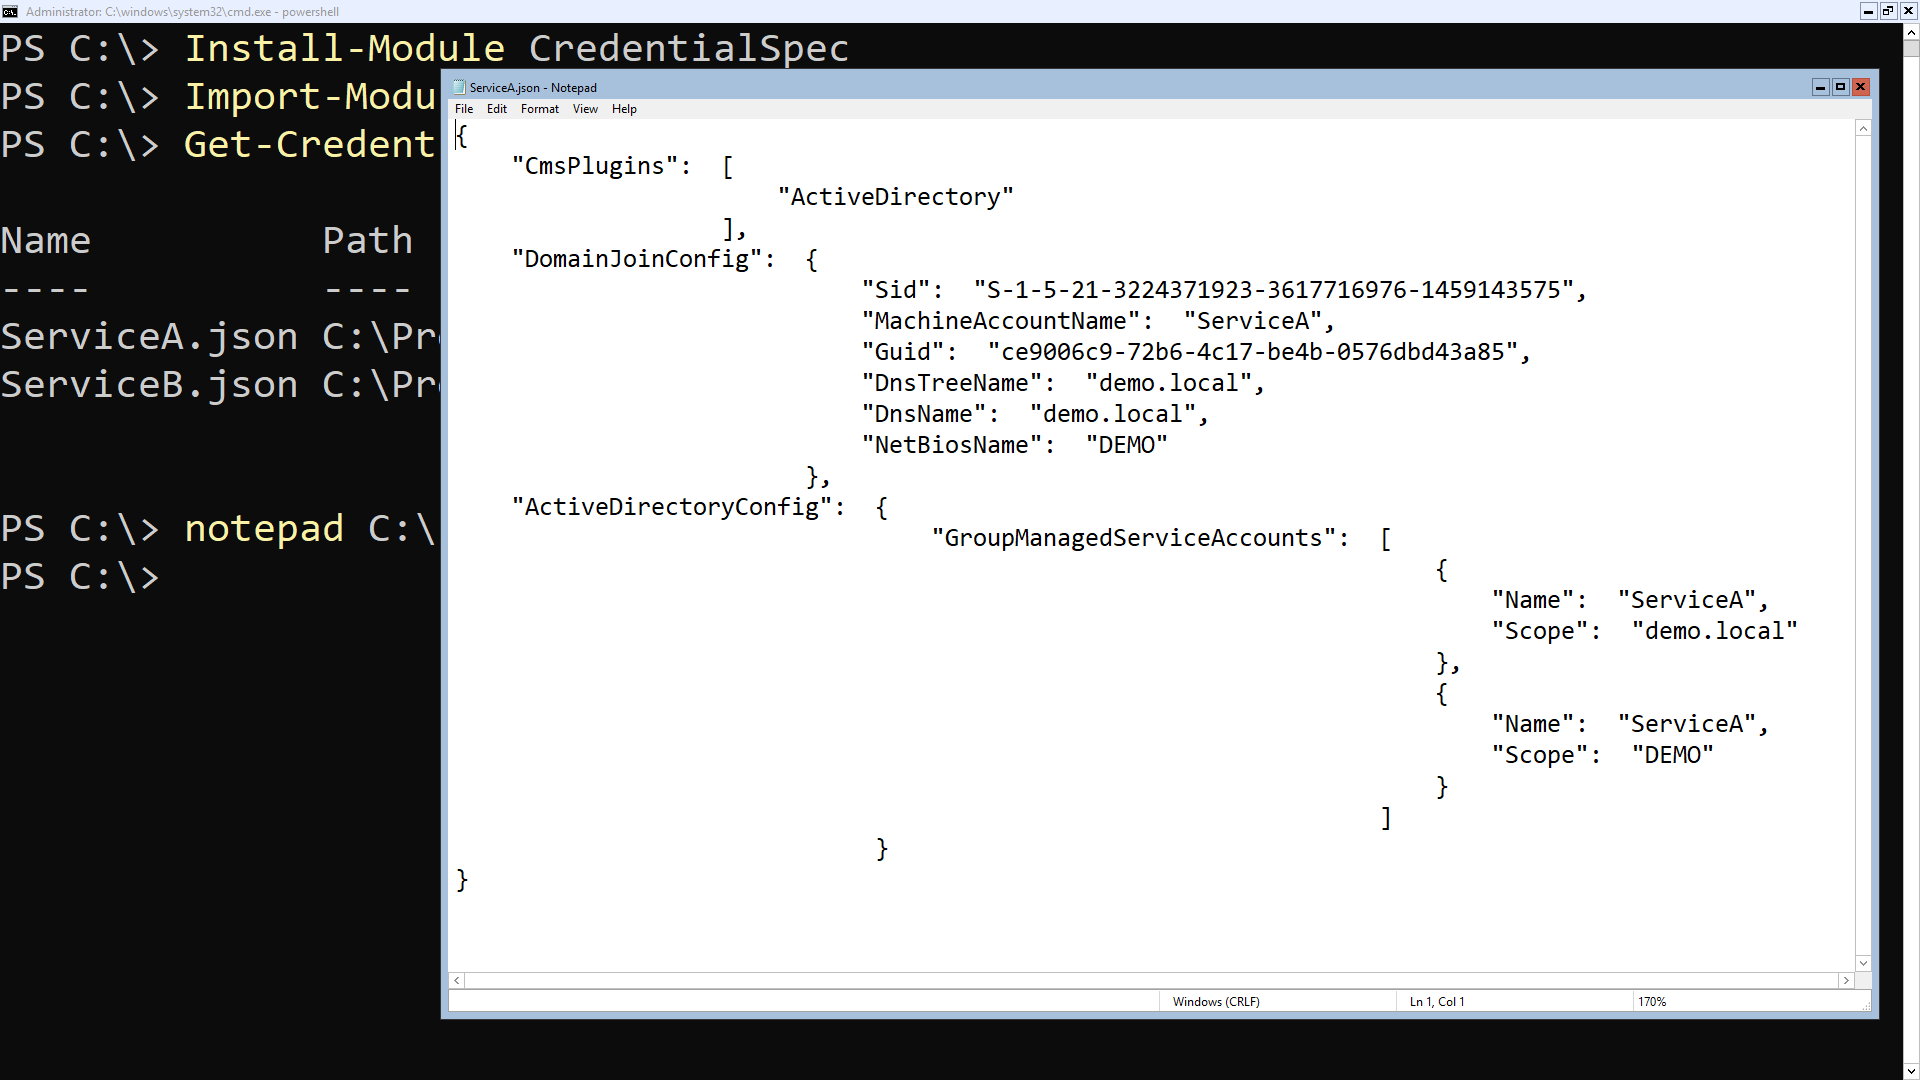 Administrator: C:\windows\system32\cmd.exe - powershell
PS C:\> Install-Module CredentialSpec
PS C:\> Import-Modu
PS C:\> Get-Credent
Name Path
---- ----
ServiceA.json C:\Pr
ServiceB.json C:\Pr
PS C:\> notepad C:\
PS C:\>
ServiceA.json - Notepad
File Edit Format View Help
{
"CmsPlugins": [
"ActiveDirectory"
],
"DomainJoinConfig": {
"Sid": "S-1-5-21-3224371923-3617716976-1459143575",
"MachineAccountName": "ServiceA",
"Guid": "ce9006c9-72b6-4c17-be4b-0576dbd43a85",
"DnsTreeName": "demo.local",
"DnsName": "demo.local",
"NetBiosName": "DEMO"
},
"ActiveDirectoryConfig": {
"GroupManagedServiceAccounts": [
{
"Name": "ServiceA",
"Scope": "demo.local"
},
{
"Name": "ServiceA",
"Scope": "DEMO"
}
]
}
}
Windows (CRLF) Ln 1, Col 1 170%